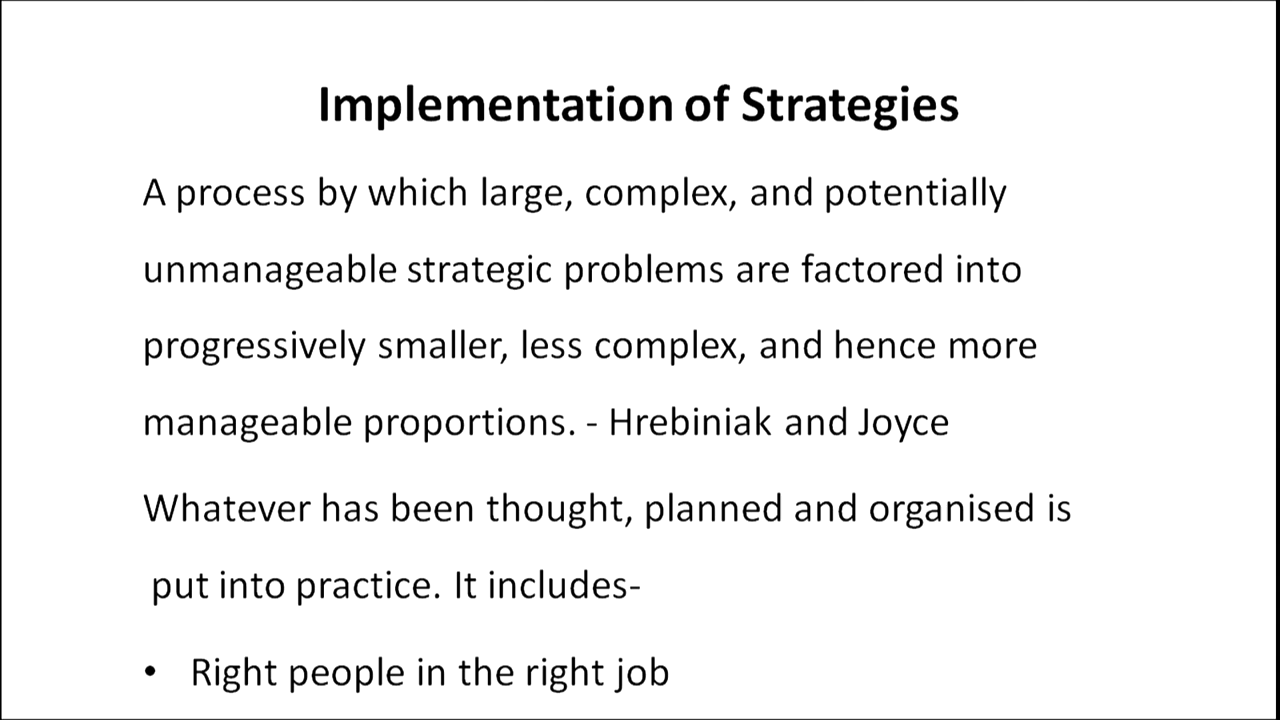 Implementation of Strategies
A process by which large, complex, and potentially
unmanageable strategic problems are factored into
progressively smaller, less complex, and hence more
manageable proportions. - Hrebiniak and Joyce
Whatever has been thought, planned and organised is
put into practice. It includes-
• Right people in the right job